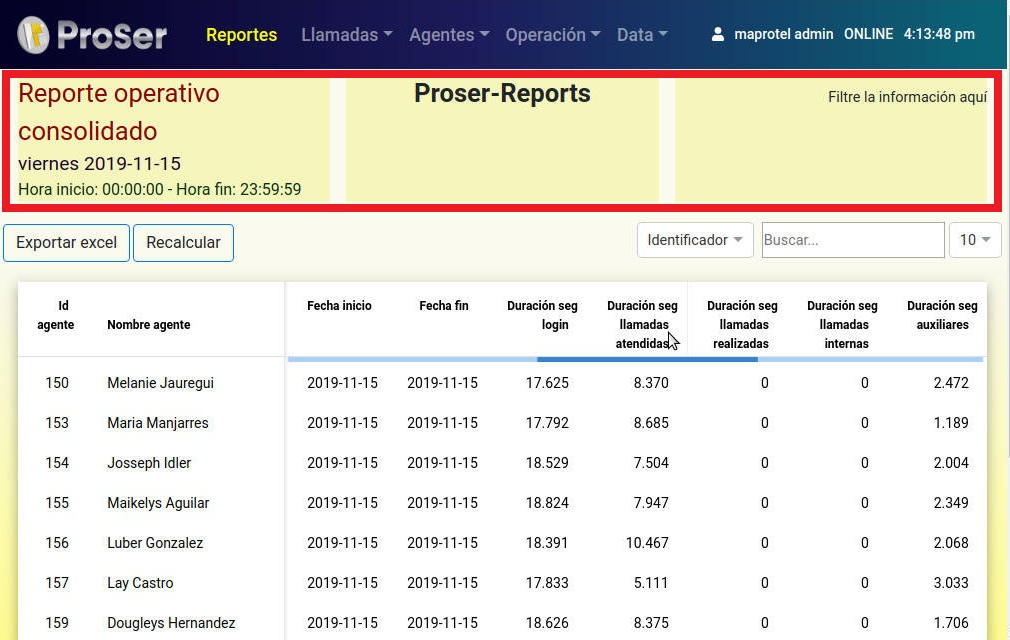 ProSer Reportes Llamadas Agentes Operación Data maprotel admin ONLINE 4:13:48 pm
Reporte operativo
consolidado
viernes 2019-11-15
Hora inicio: 00:00:00 - Hora fin: 23:59:59
Proser-Reports
Filtre la información aquí
Exportar excel Recalcular Identificador Buscar... 10
Id
agente
Nombre agente
Fecha inicio
Fecha fin
Duración seg
login
Duración seg
llamadas
atendidas
Duración seg
llamadas
realizadas
Duración seg
llamadas
internas
Duración seg
auxiliares
150 Melanie Jauregui 2019-11-15 2019-11-15 17.625 8.370 0 0 2.472
153 Maria Manjarres 2019-11-15 2019-11-15 17.792 8.685 0 0 1.189
154 Josseph Idler 2019-11-15 2019-11-15 18.529 7.504 0 0 2.004
155 Maikelys Aguilar 2019-11-15 2019-11-15 18.824 7.947 0 0 2.349
156 Luber Gonzalez 2019-11-15 2019-11-15 18.391 10.467 0 0 2.068
157 Lay Castro 2019-11-15 2019-11-15 17.833 5.111 0 0 3.033
159 Dougleys Hernandez 2019-11-15 2019-11-15 18.626 8.375 0 0 1.706